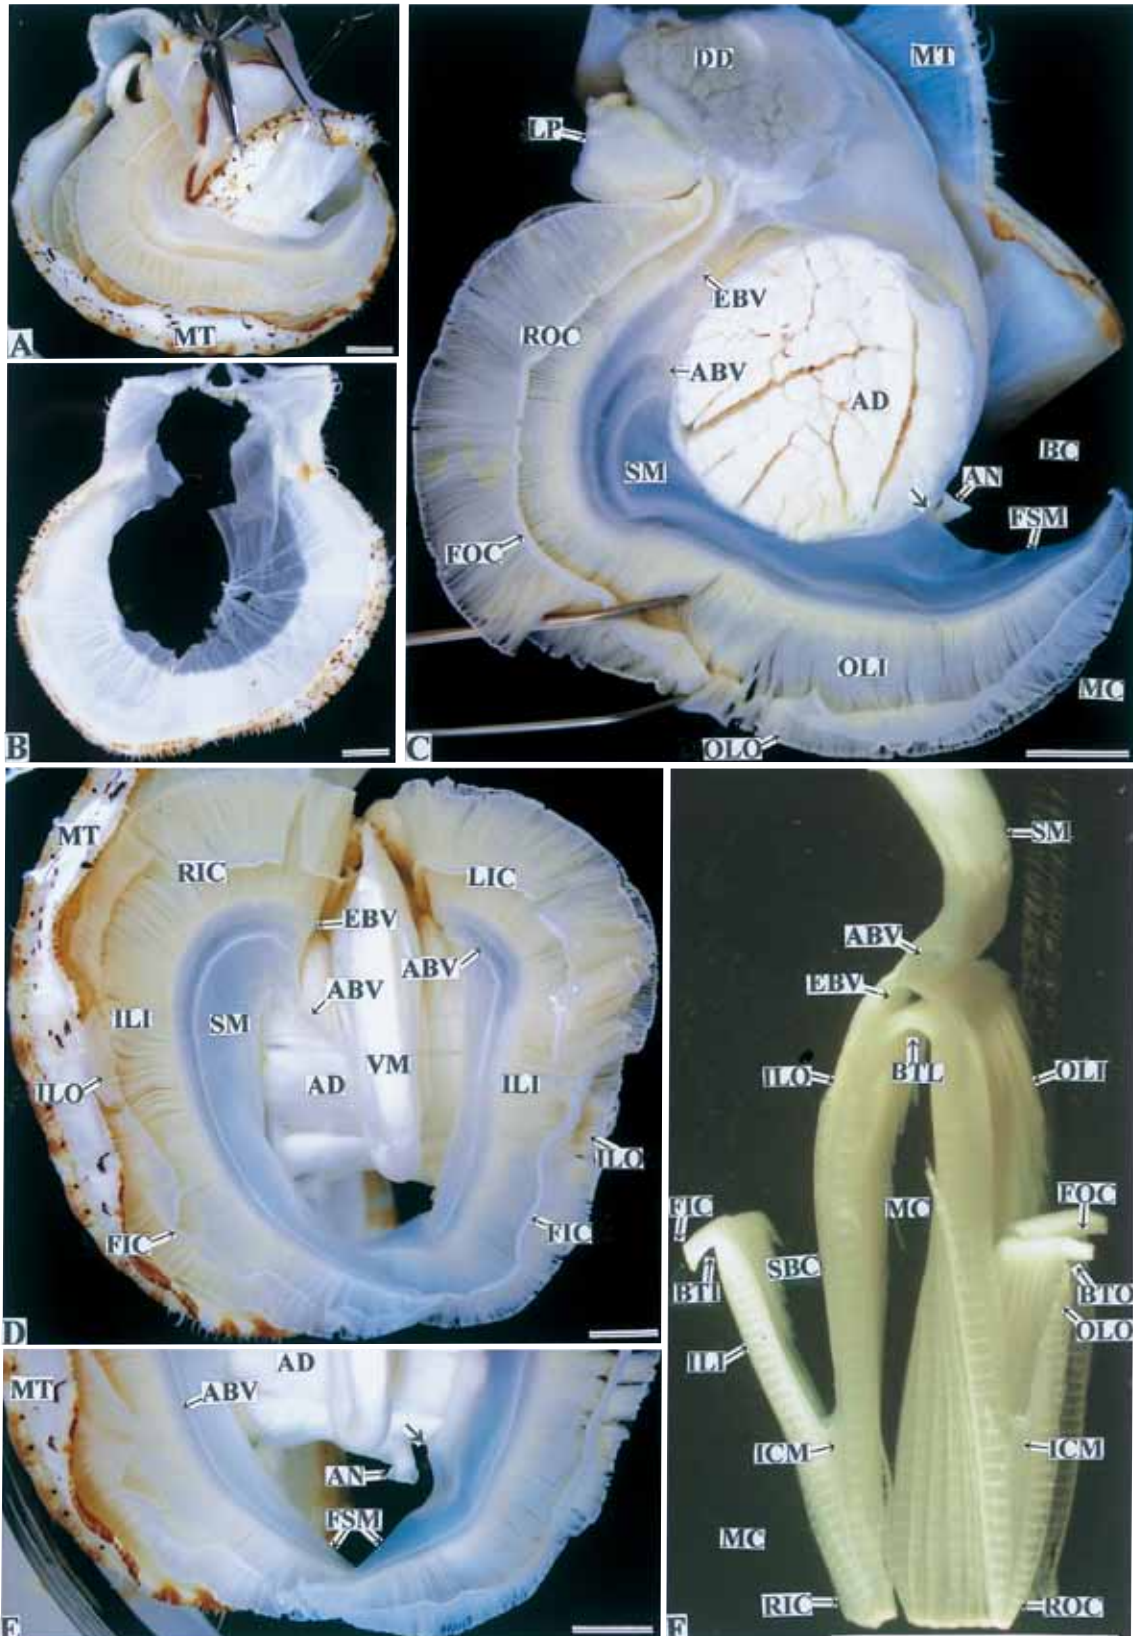 MT
A
B
DD
MT
LP
EBV
ROC
ABV
AD
BC
SM
AN
FSM
FOC
OLI
MC
OLO
C
MT
RIC
LIC
EBV
ABV
ABV
ILI
SM
VM
AD
ILI
ILO
ILO
FIC
FIC
D
AD
MT
ABV
AN
FSM
E
SM
ABV
EBV
BTL
ILO
OLI
MC
FIC
FOC
SBC
BTI
BTO
OLO
ILI
ICM
ICM
MC
RIC
ROC
F